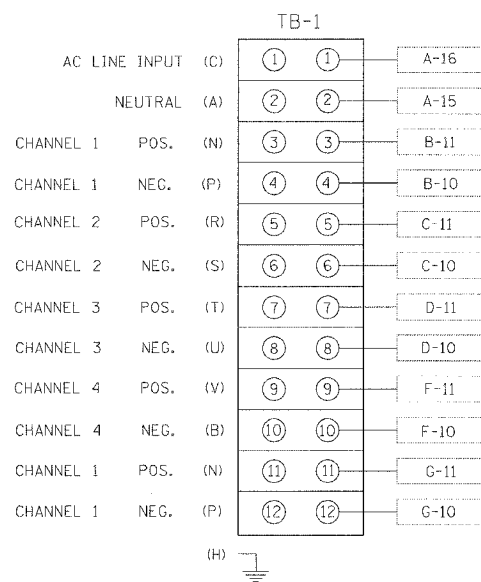 TB-1
AC LINE INPUT (C) 1 1 A-16
NEUTRAL (A) 2 2 A-15
CHANNEL 1 POS. (N) 3 3 B-11
CHANNEL 1 NEG. (P) 4 4 B-10
CHANNEL 2 POS. (R) 5 5 C-11
CHANNEL 2 NEG. (S) 6 6 C-10
CHANNEL 3 POS. (T) 7 7 D-11
CHANNEL 3 NEG. (U) 8 8 D-10
CHANNEL 4 POS. (V) 9 9 F-11
CHANNEL 4 NEG. (B) 10 10 F-10
CHANNEL 1 POS. (N) 11 11 G-11
CHANNEL 1 NEG. (P) 12 12 G-10
(H)